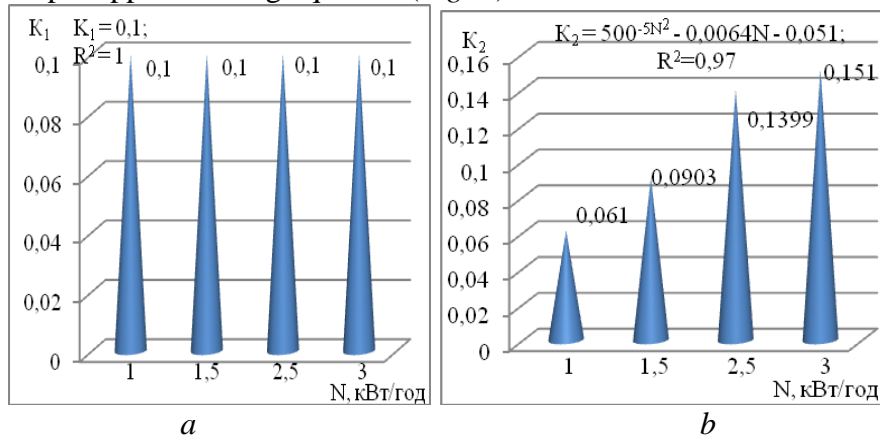 K₁ K₁ = 0,1;
R²=1
0,1
0,08
0,06
0,04
0,02
0
0,1 0,1 0,1 0,1
1 1,5 2,5 3
N, кВт/год
a
K₂ K₂ = 500⁻⁵ᴺ² - 0,0064N - 0,051;
R²=0,97
0,16
0,14
0,12
0,1
0,08
0,06
0,04
0,02
0
0,061 0,0903 0,1399 0,151
1 1,5 2,5 3
N, кВт/год
b